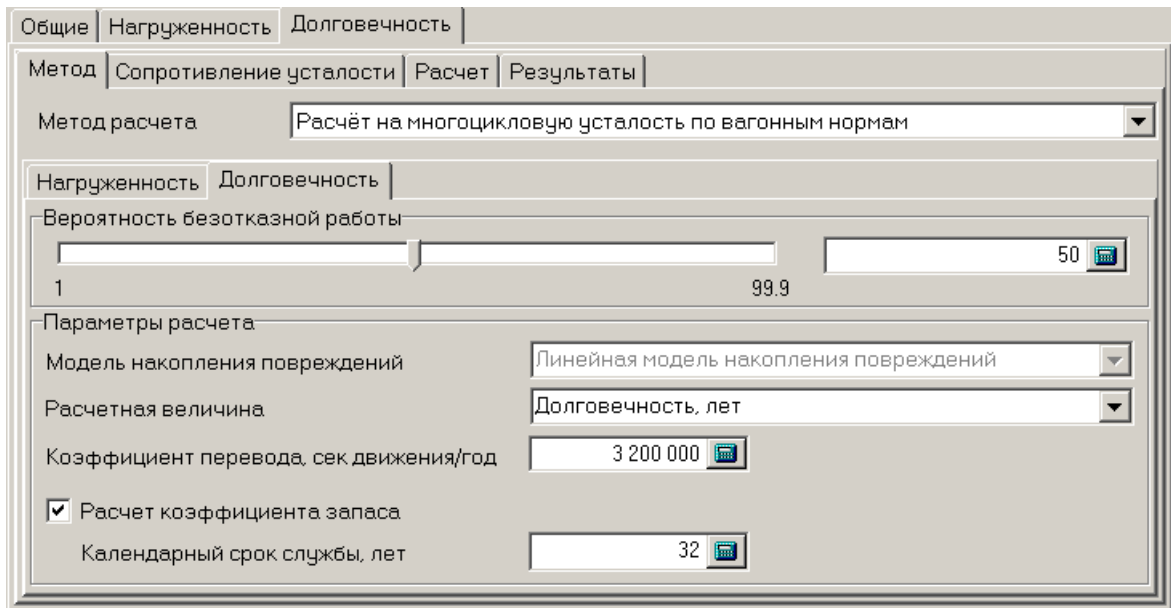 Общие Нагруженность Долговечность
Метод Сопротивление усталости Расчет Результаты
Метод расчета Расчёт на многоцикловую усталость по вагонным нормам
Нагруженность Долговечность
Вероятность безотказной работы
50
1 99.9
Параметры расчета
Модель накопления повреждений Линейная модель накопления повреждений
Расчетная величина Долговечность, лет
Коэффициент перевода, сек движения/год 3 200 000
Расчет коэффициента запаса
Календарный срок службы, лет 32